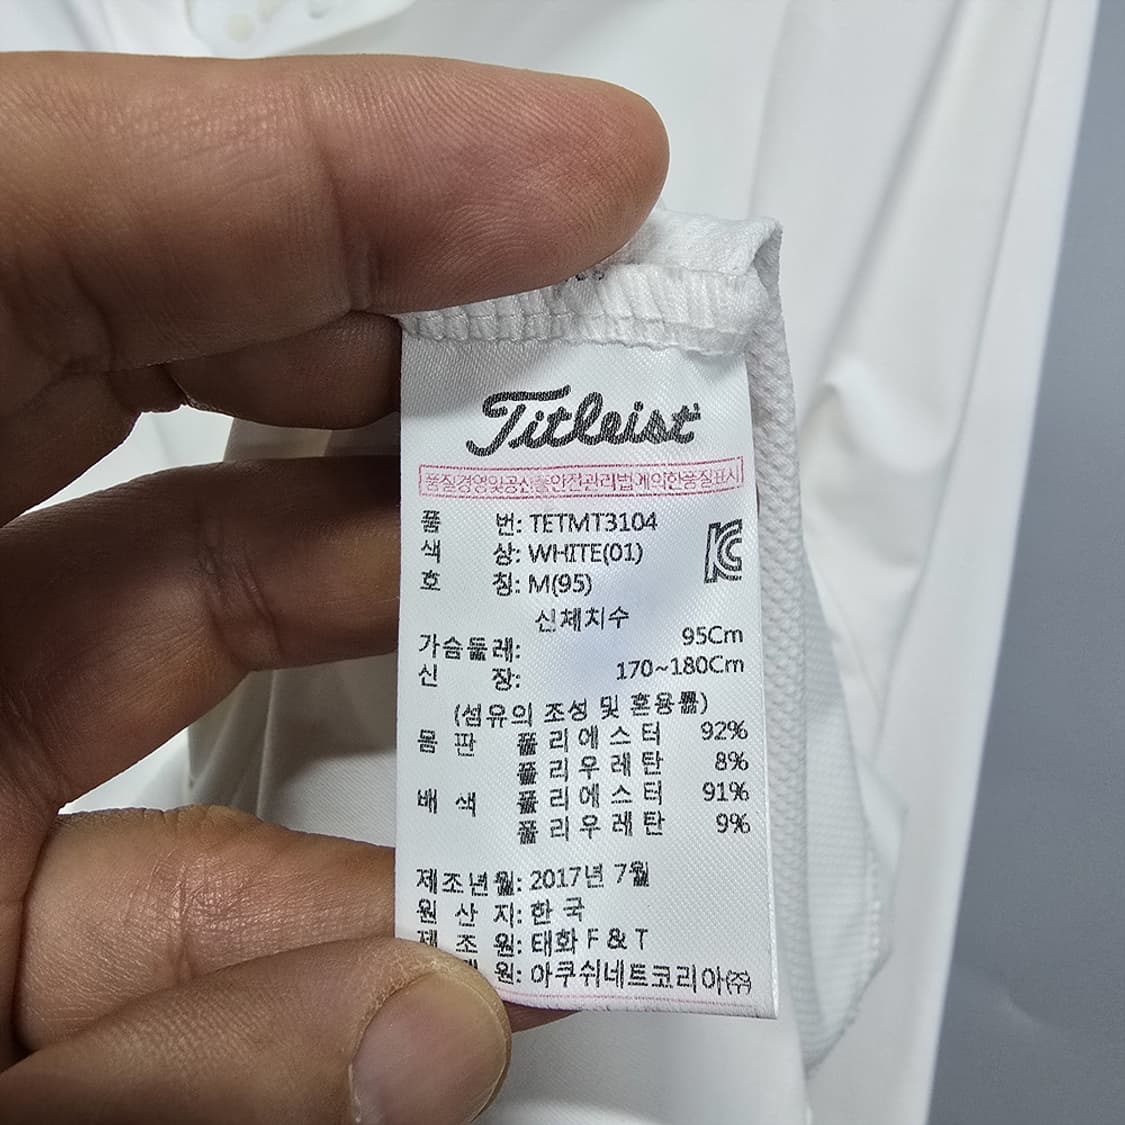 Titleist
품질경영및공산품안전관리법에의한품질표시
품 번: TETMT3104
색 상: WHITE(01)
호 칭: M(95)
신체치수
가슴둘레: 95Cm
신 장: 170~180Cm
(섬유의 조성 및 혼용률)
몸 판 폴리에스터 92%
폴리우레탄 8%
배 색 폴리에스터 91%
폴리우레탄 9%
제조년월: 2017년 7월
원 산 지: 한 국
제 조 원: 태화 F & T
원: 아쿠쉬네트코리아㈜